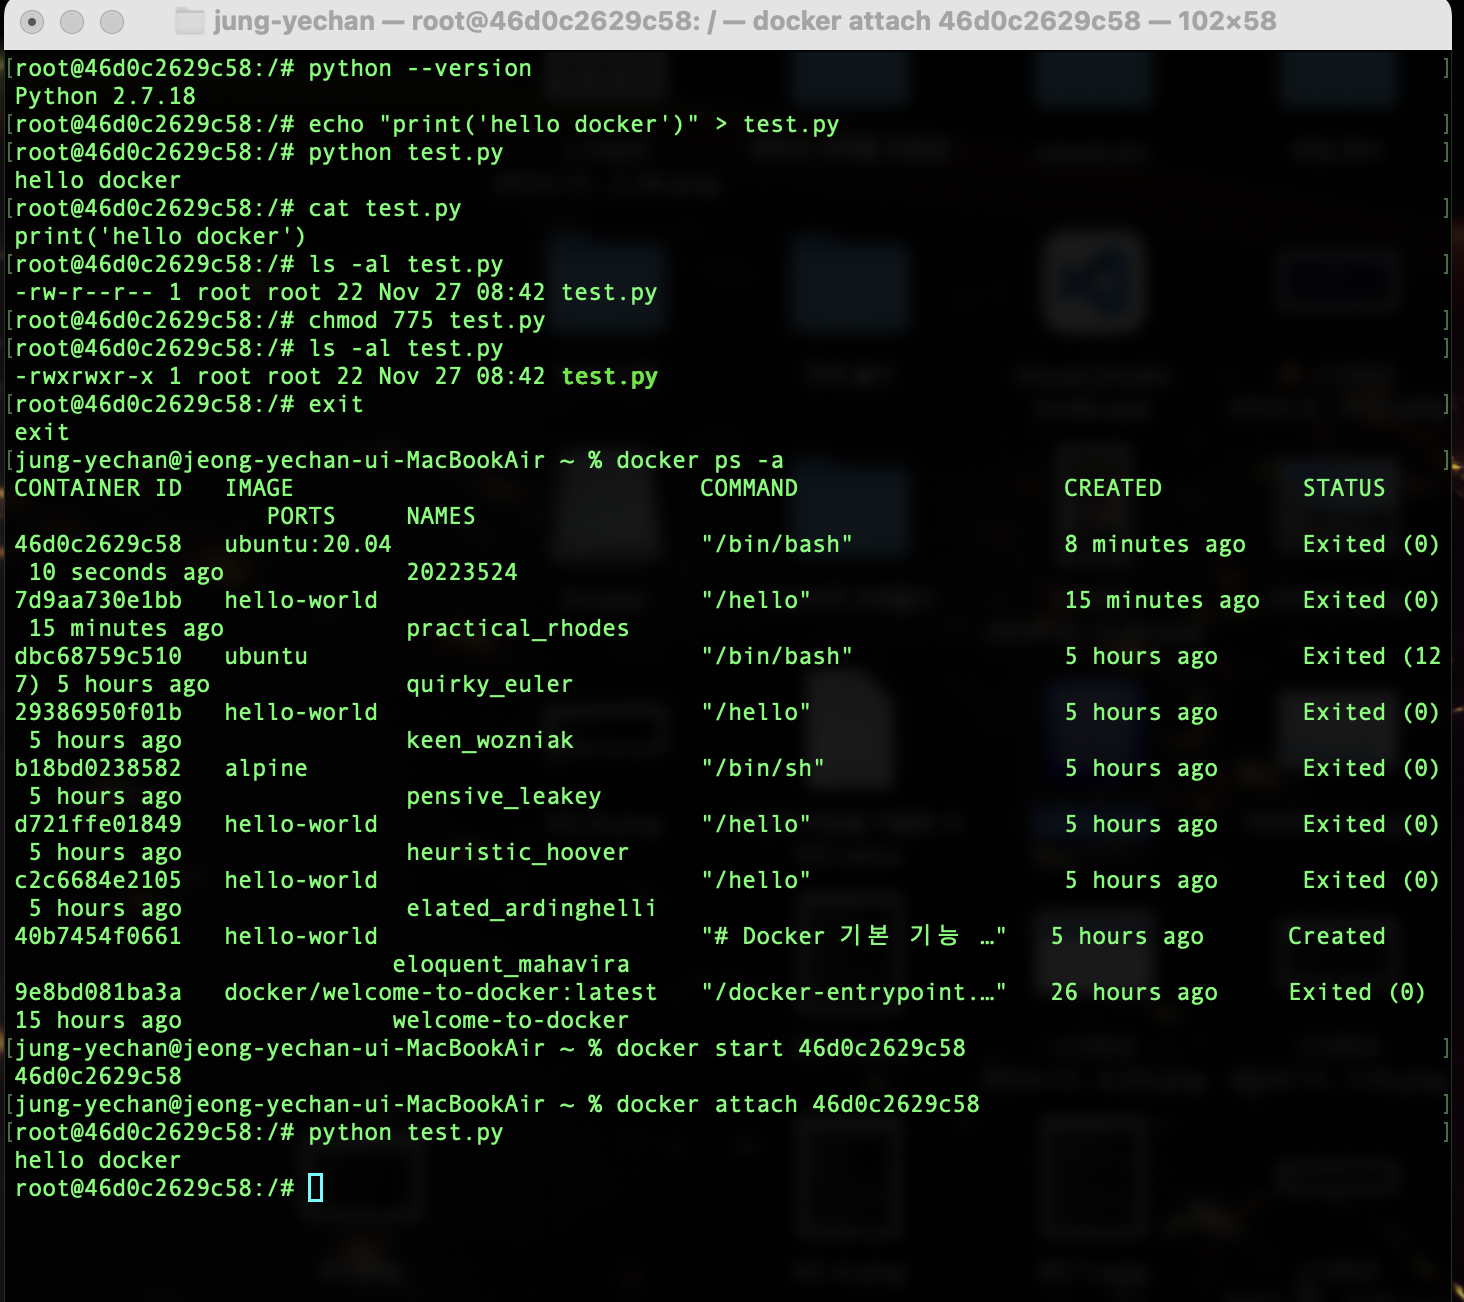 jung-yechan — root@46d0c2629c58: / — docker attach 46d0c2629c58 — 102×58
[root@46d0c2629c58:/# python --version ]
Python 2.7.18
[root@46d0c2629c58:/# echo "print('hello docker')" > test.py ]
[root@46d0c2629c58:/# python test.py ]
hello docker
[root@46d0c2629c58:/# cat test.py ]
print('hello docker')
[root@46d0c2629c58:/# ls -al test.py ]
-rw-r--r-- 1 root root 22 Nov 27 08:42 test.py
[root@46d0c2629c58:/# chmod 775 test.py ]
[root@46d0c2629c58:/# ls -al test.py ]
-rwxrwxr-x 1 root root 22 Nov 27 08:42 test.py
[root@46d0c2629c58:/# exit ]
exit
[jung-yechan@jeong-yechan-ui-MacBookAir ~ % docker ps -a ]
CONTAINER ID   IMAGE                             COMMAND                   CREATED          STATUS
                  PORTS     NAMES
46d0c2629c58   ubuntu:20.04                      "/bin/bash"               8 minutes ago    Exited (0)
 10 seconds ago             20223524
7d9aa730e1bb   hello-world                       "/hello"                  15 minutes ago   Exited (0)
 15 minutes ago             practical_rhodes
dbc68759c510   ubuntu                            "/bin/bash"               5 hours ago      Exited (12
7) 5 hours ago              quirky_euler
29386950f01b   hello-world                       "/hello"                  5 hours ago      Exited (0)
 5 hours ago                keen_wozniak
b18bd0238582   alpine                            "/bin/sh"                 5 hours ago      Exited (0)
 5 hours ago                pensive_leakey
d721ffe01849   hello-world                       "/hello"                  5 hours ago      Exited (0)
 5 hours ago                heuristic_hoover
c2c6684e2105   hello-world                       "/hello"                  5 hours ago      Exited (0)
 5 hours ago                elated_ardinghelli
40b7454f0661   hello-world                       "# Docker 기본 기능 …"   5 hours ago      Created
                           eloquent_mahavira
9e8bd081ba3a   docker/welcome-to-docker:latest   "/docker-entrypoint.…"   26 hours ago     Exited (0)
15 hours ago               welcome-to-docker
[jung-yechan@jeong-yechan-ui-MacBookAir ~ % docker start 46d0c2629c58 ]
46d0c2629c58
[jung-yechan@jeong-yechan-ui-MacBookAir ~ % docker attach 46d0c2629c58 ]
[root@46d0c2629c58:/# python test.py ]
hello docker
root@46d0c2629c58:/#